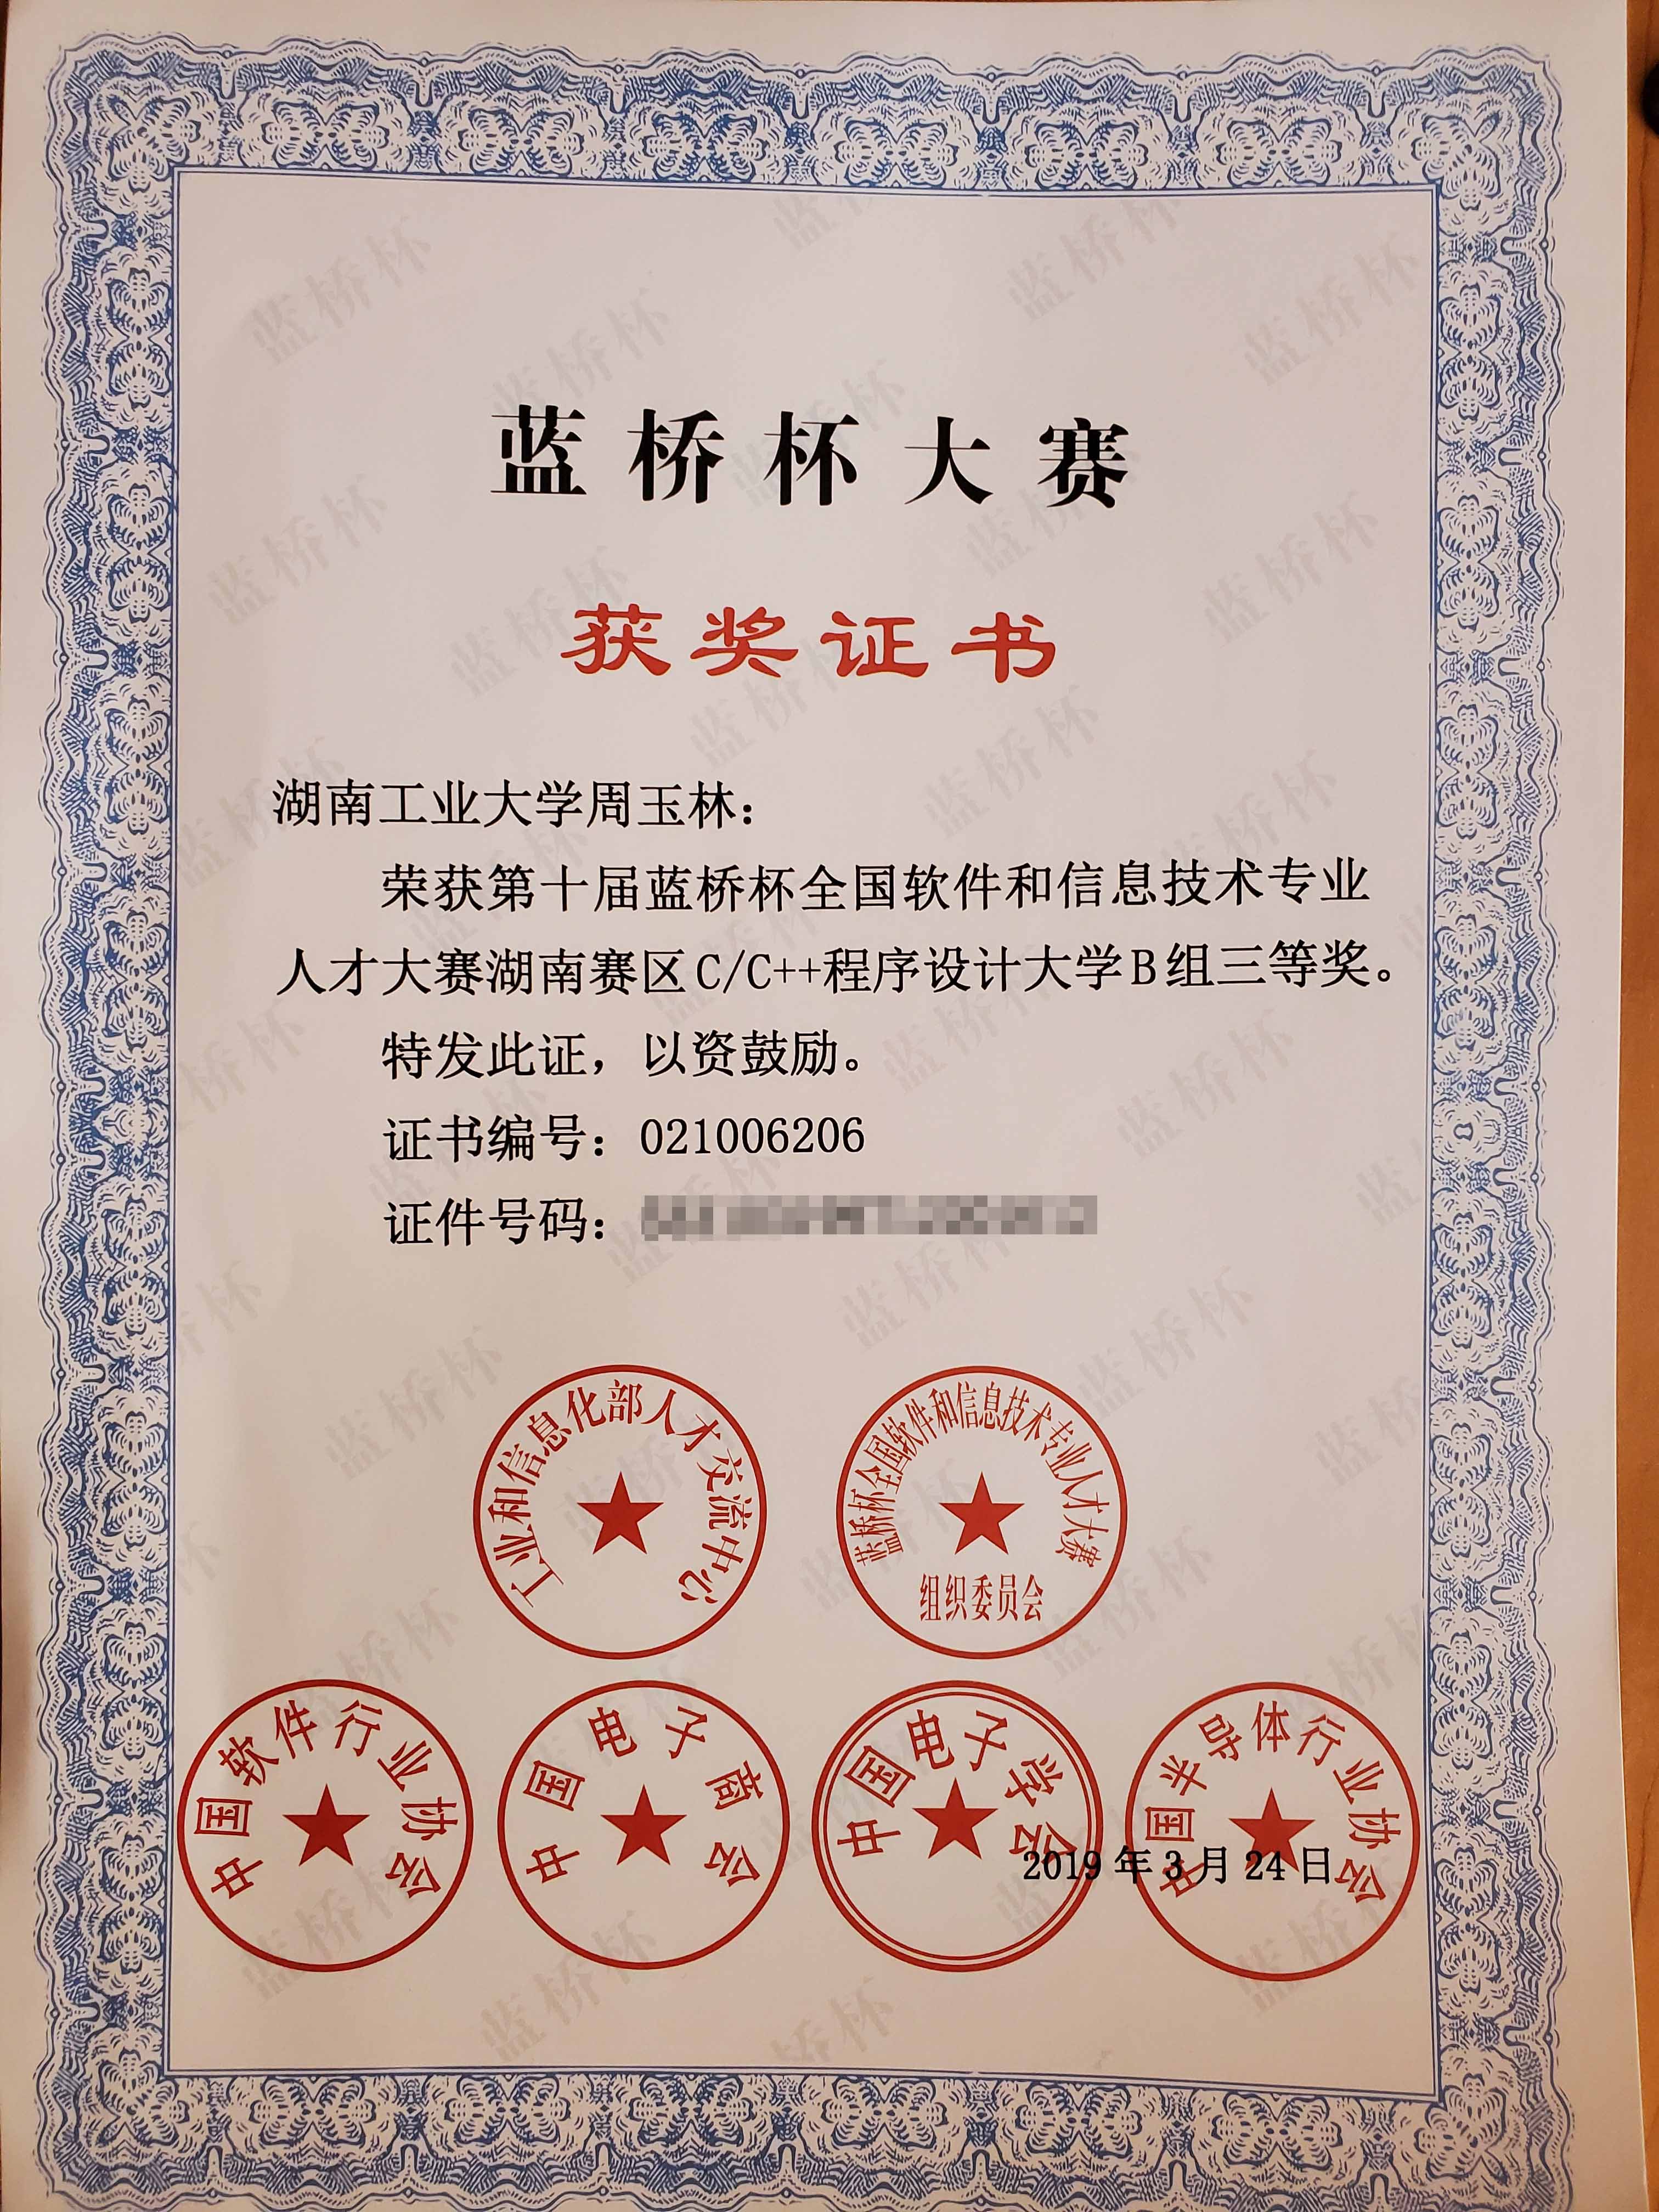 蓝桥杯大赛
获奖证书
湖南工业大学周玉林：
荣获第十届蓝桥杯全国软件和信息技术专业
人才大赛湖南赛区C/C++程序设计大学B组三等奖。
特发此证，以资鼓励。
证书编号：021006206
证件号码：
工业和信息化部人才交流中心
蓝桥杯全国软件和信息技术专业人才大赛
组织委员会
中国软件行业协会
中国电子商会
中国电子学会
中国半导体行业协会
2019年3月24日